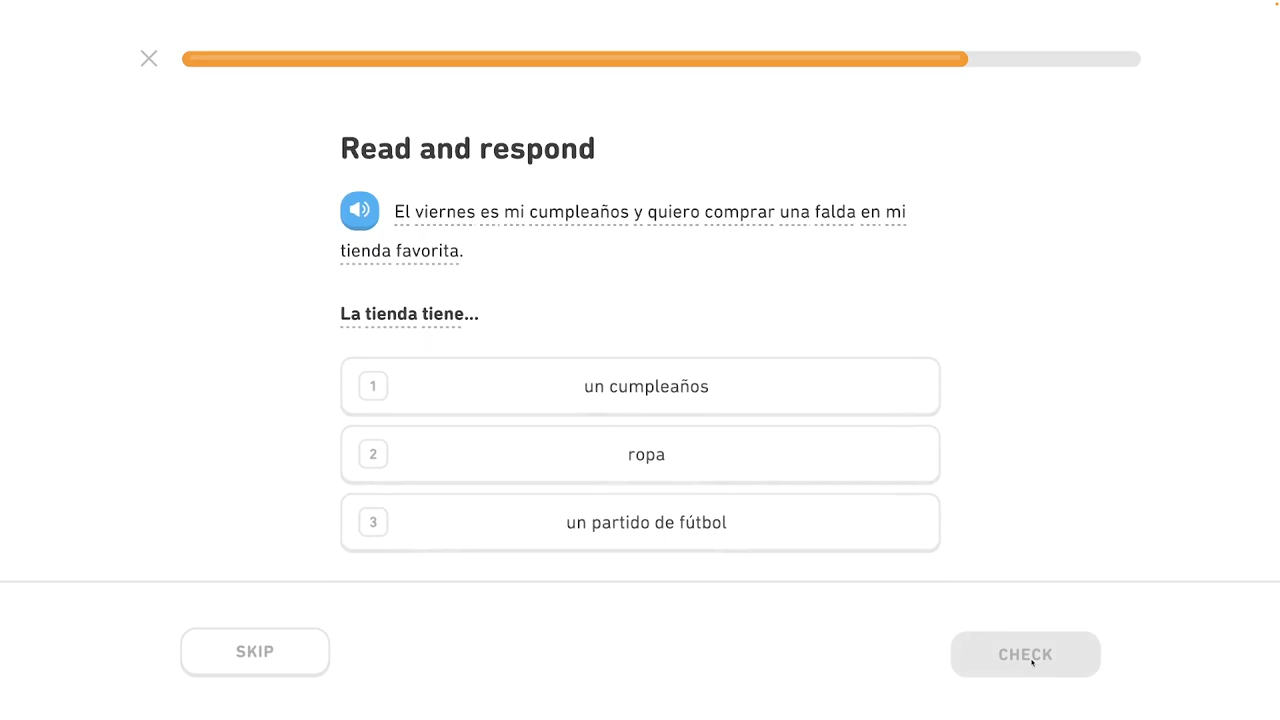 Read and respond
El viernes es mi cumpleaños y quiero comprar una falda en mi
tienda favorita.
La tienda tiene...
1 un cumpleaños
2 ropa
3 un partido de fútbol
SKIP
CHECK